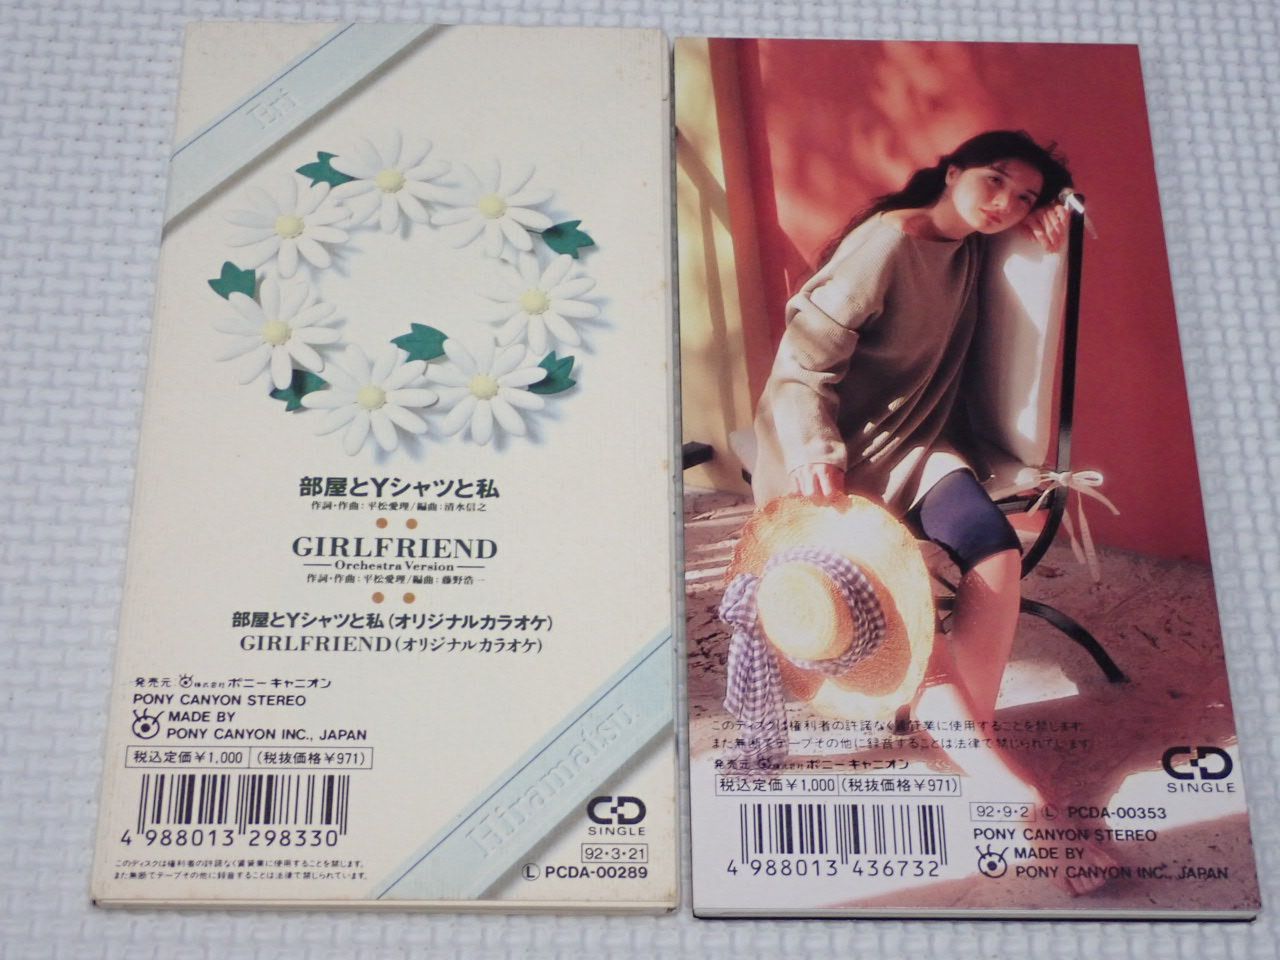 Eri
部屋とYシャツと私
作詞・作曲:平松愛理/編曲:清水信之
GIRLFRIEND
Orchestra Version
作詞・作曲:平松愛理/編曲:藤野浩一
部屋とYシャツと私(オリジナルカラオケ)
GIRLFRIEND(オリジナルカラオケ)
発売元 株式会社ポニーキャニオン
PONY CANYON STEREO
MADE BY
PONY CANYON INC., JAPAN
税込定価¥1,000 (税抜価格¥971)
4 988013 298330
このディスクは権利者の許諾なく賃貸業に使用することを禁じます。
また無断でテープその他に録音することは法律で禁じられています。
Hiramatsu
CD
SINGLE
92・3・21
Ⓛ PCDA-00289
このディスクは権利者の許諾なく賃貸業に使用することを禁じます。
また無断でテープその他に録音することは法律で禁じられています。
発売元 株式会社ポニーキャニオン
税込定価¥1,000 (税抜価格¥971)
4 988013 436732
CD
SINGLE
92・9・2 Ⓛ PCDA-00353
PONY CANYON STEREO
MADE BY
PONY CANYON INC., JAPAN